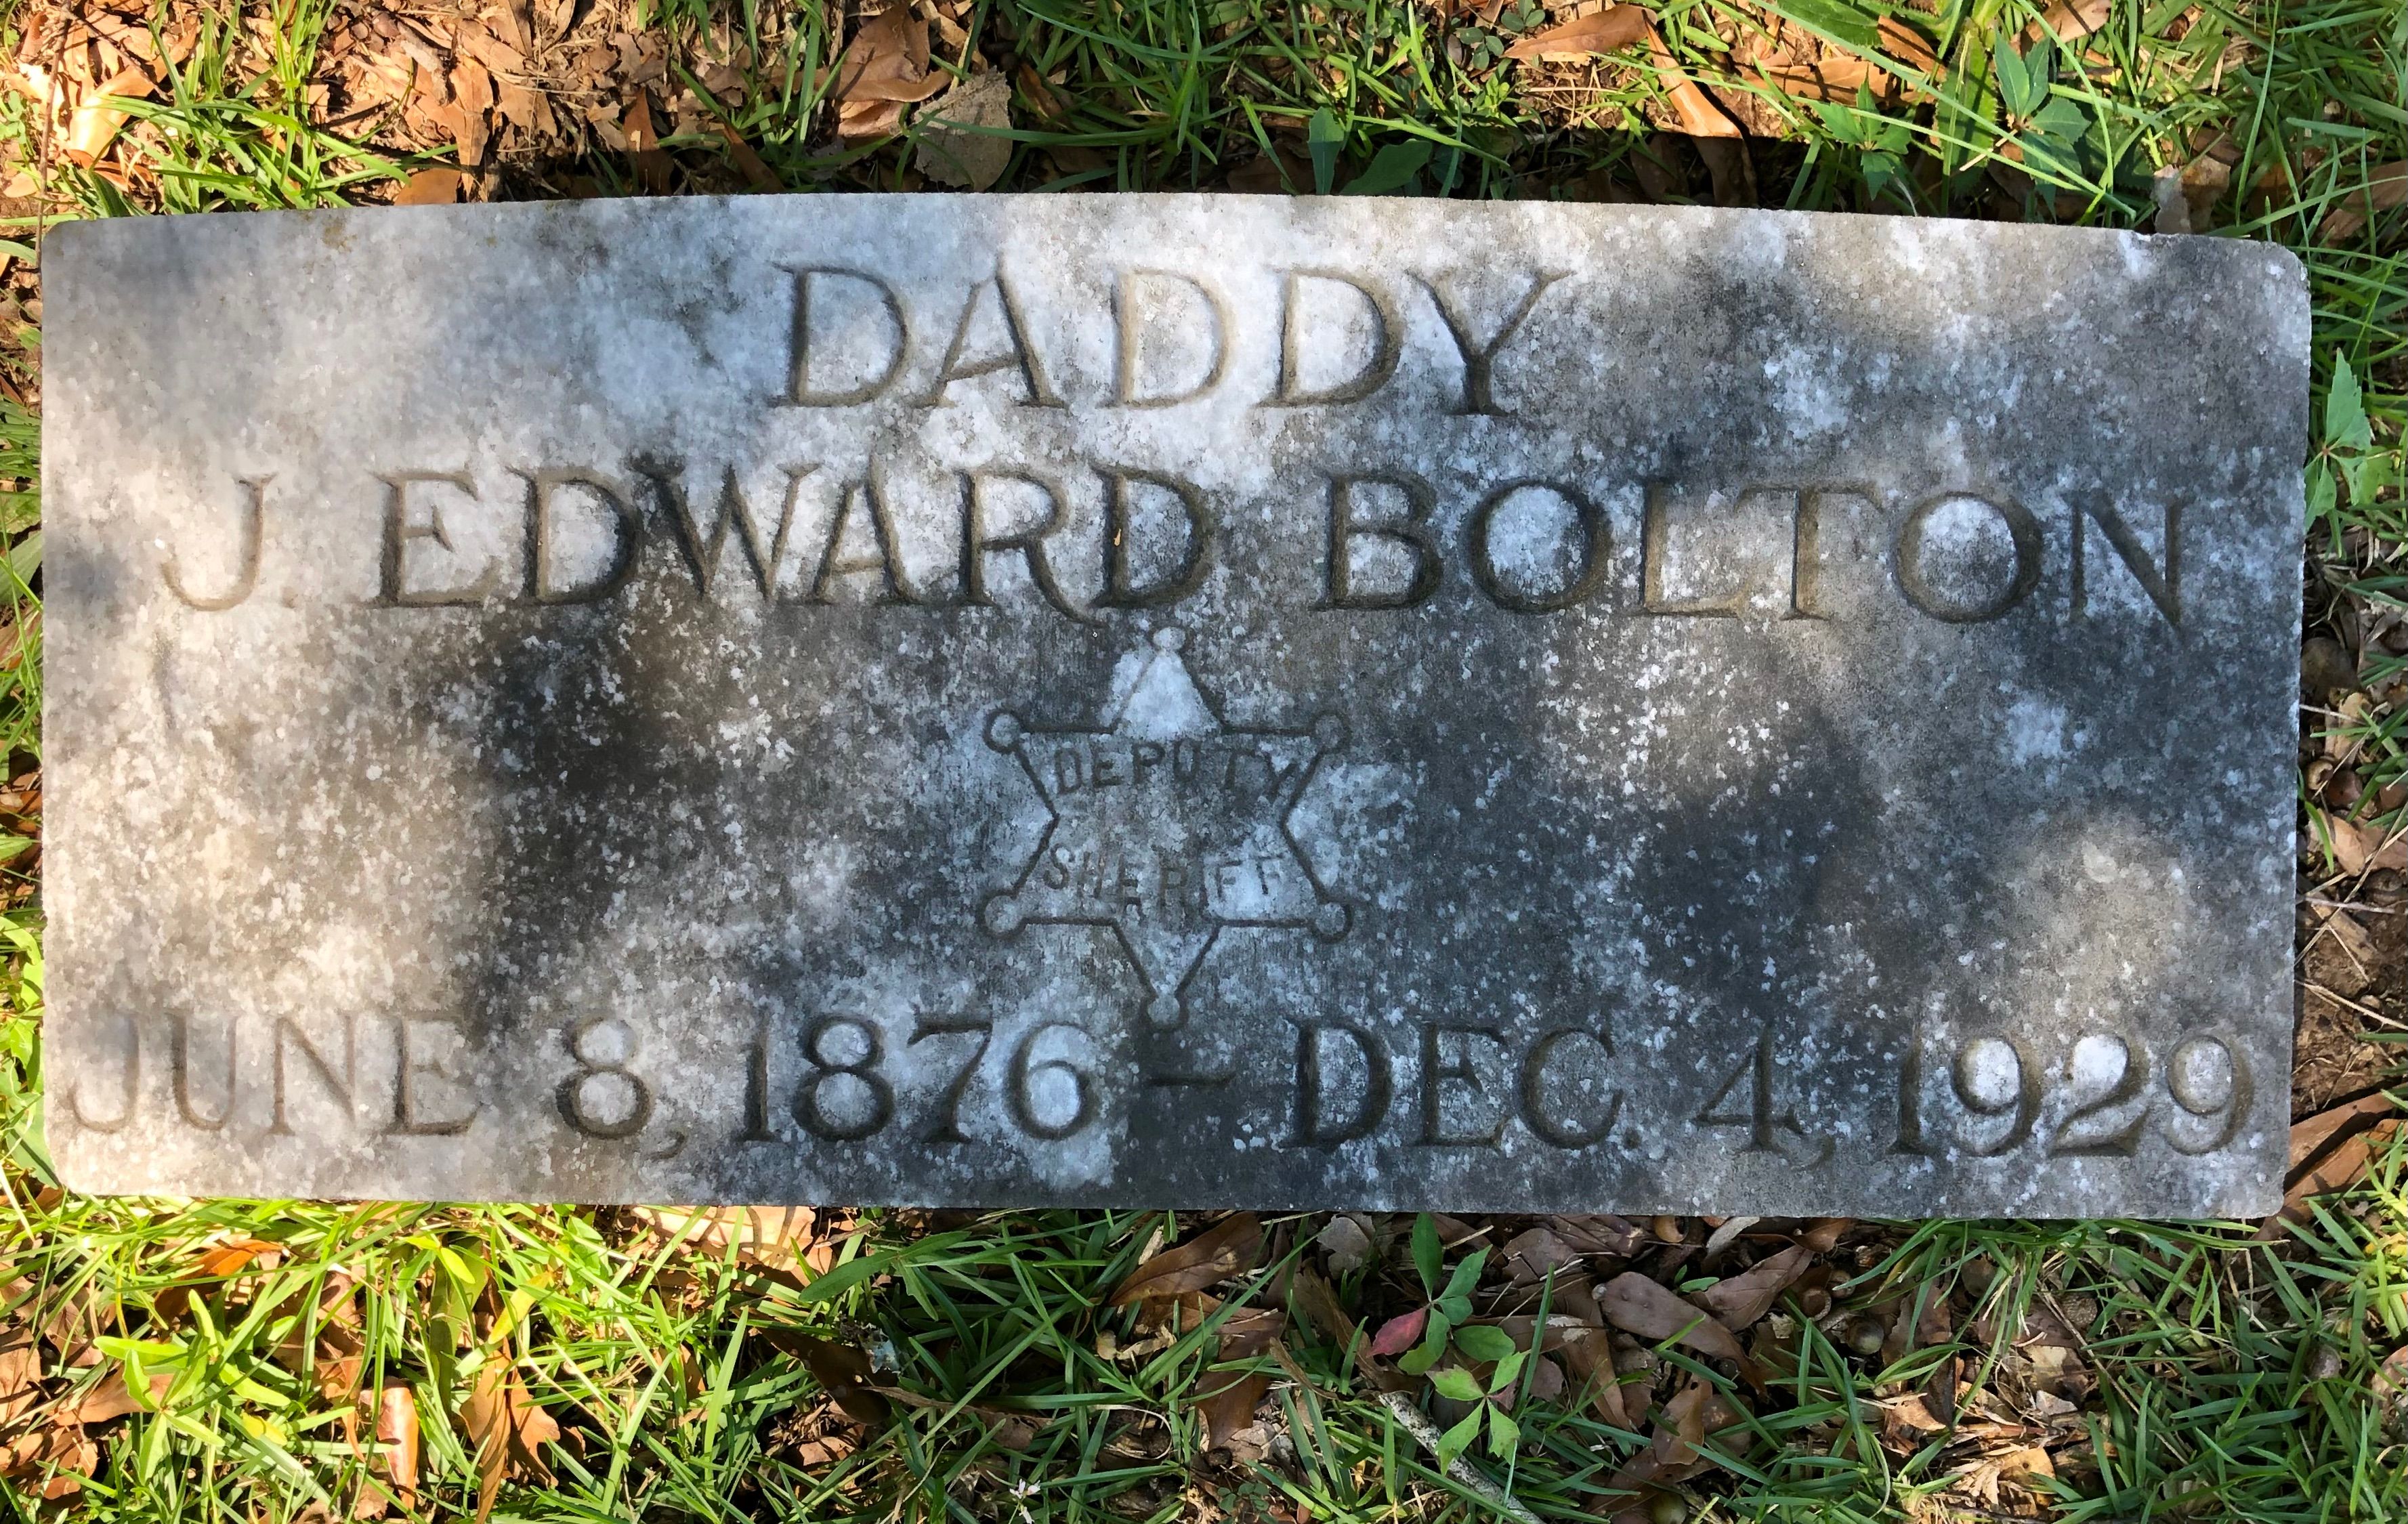 DADDY
J. EDWARD BOLTON
DEPUTY
SHERIFF
JUNE 8, 1876 – DEC. 4, 1929